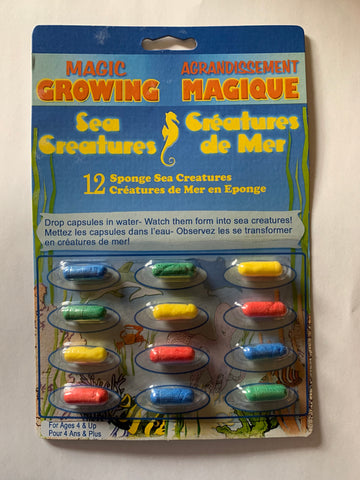 MAGIC
GROWING
AGRANDISSEMENT
MAGIQUE
Sea
Creatures
Créatures
de Mer
12 Sponge Sea Creatures
Créatures de Mer en Eponge
Drop capsules in water- Watch them form into sea creatures!
Mettez les capsules dans l'eau- Observez les se transformer
en créatures de mer!
For Ages 4 & Up
Pour 4 Ans & Plus